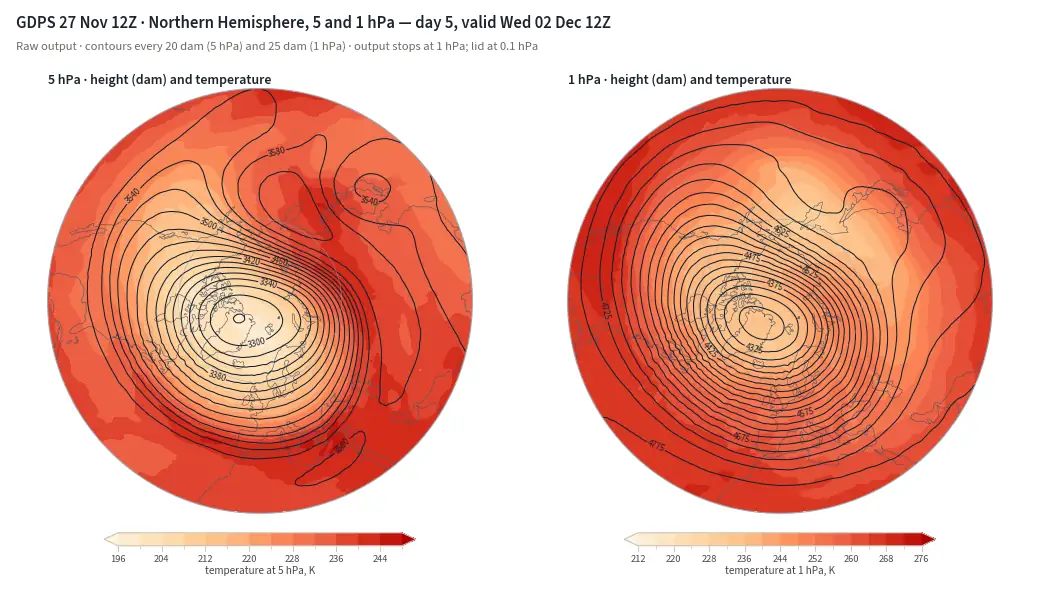 GDPS 27 Nov 12Z · Northern Hemisphere, 5 and 1 hPa — day 5, valid Wed 02 Dec 12Z
Raw output · contours every 20 dam (5 hPa) and 25 dam (1 hPa) · output stops at 1 hPa; lid at 0.1 hPa
5 hPa · height (dam) and temperature
1 hPa · height (dam) and temperature
3580
3540
3540
3500
3420
3340
3300
3380
4475
4375
4725
4325
4575
4675
4775
196 204 212 220 228 236 244
temperature at 5 hPa, K
212 220 228 236 244 252 260 268 276
temperature at 1 hPa, K